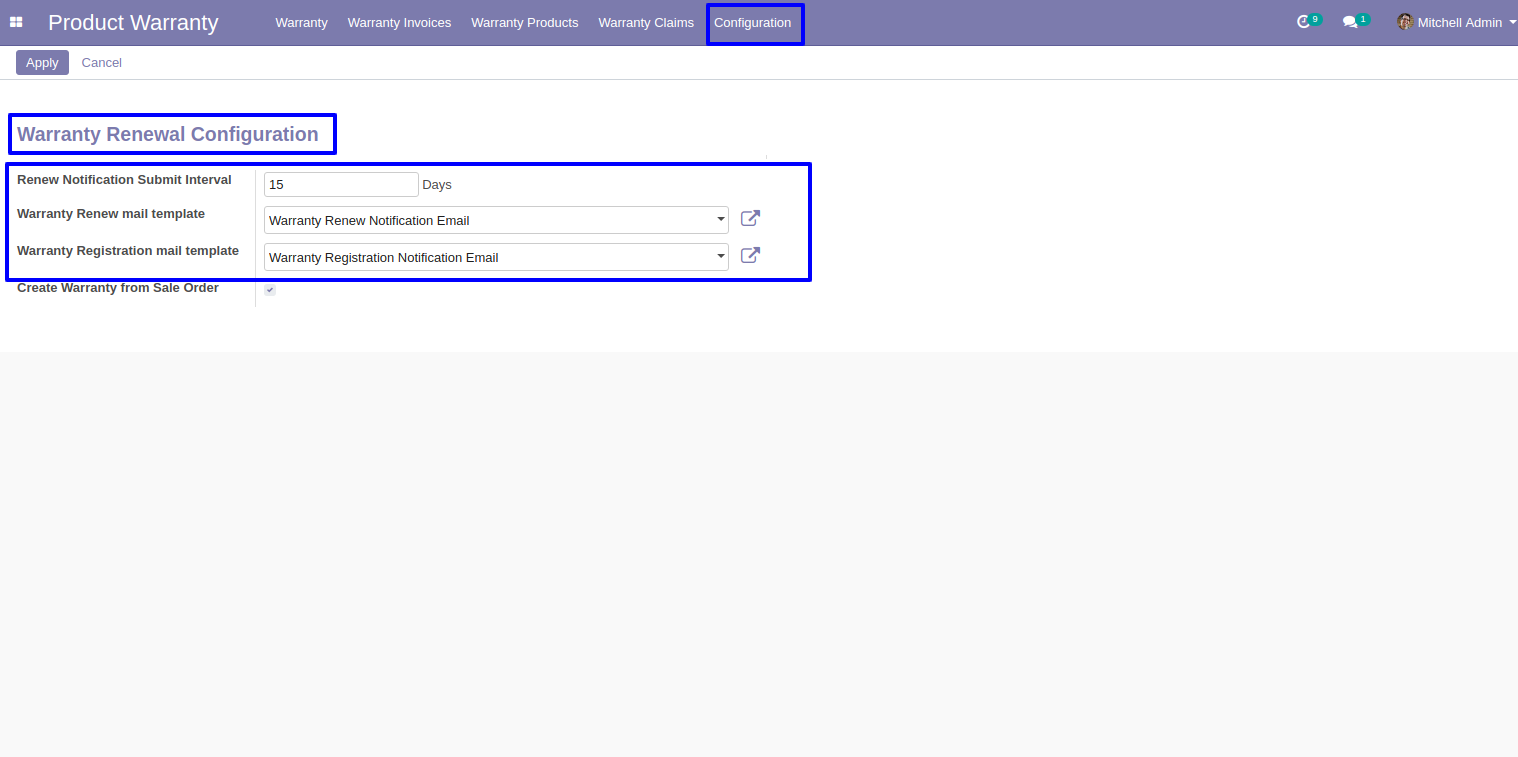 Product Warranty Warranty Warranty Invoices Warranty Products Warranty Claims Configuration 9 1 Mitchell Admin
Apply Cancel
Warranty Renewal Configuration
Renew Notification Submit Interval 15 Days
Warranty Renew mail template Warranty Renew Notification Email
Warranty Registration mail template Warranty Registration Notification Email
Create Warranty from Sale Order